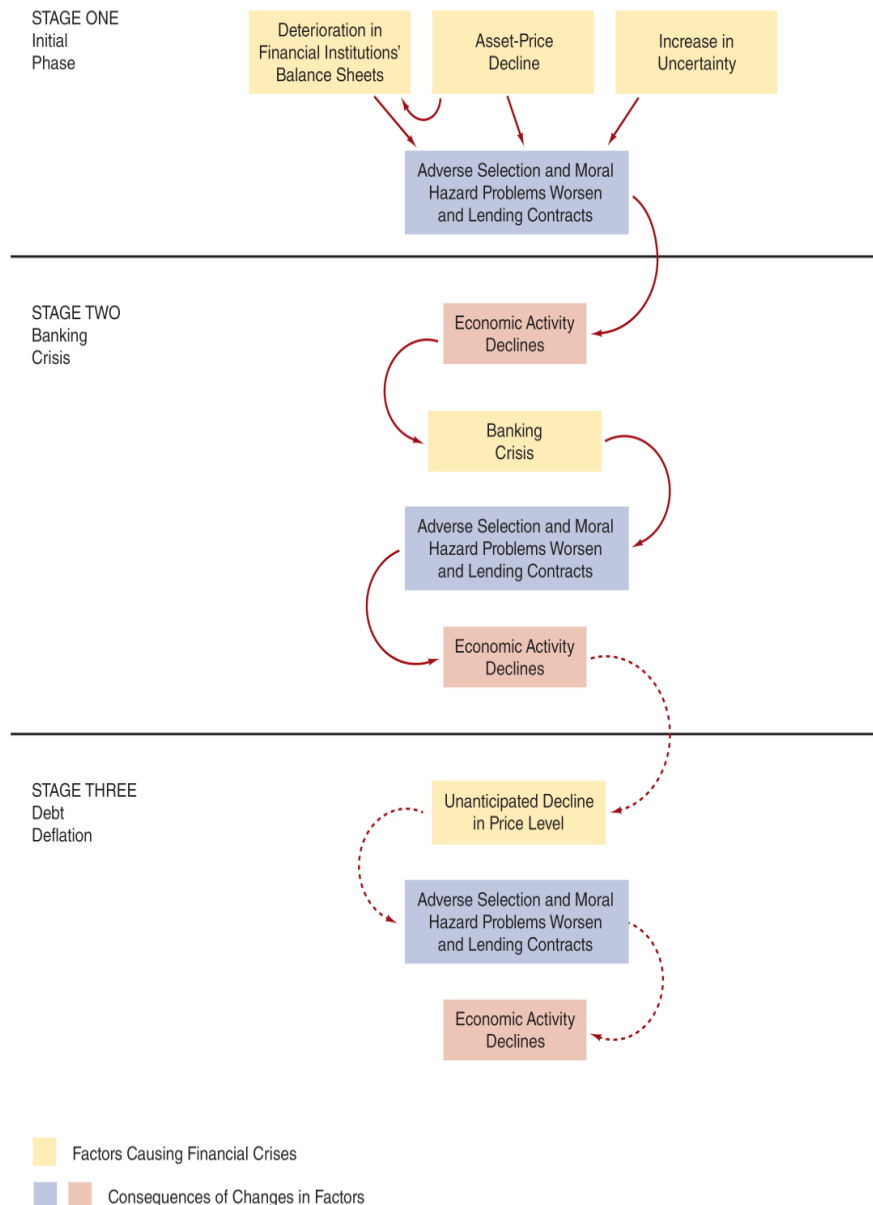 STAGE ONE
Initial
Phase
Deterioration in
Financial Institutions'
Balance Sheets
Asset-Price
Decline
Increase in
Uncertainty
Adverse Selection and Moral
Hazard Problems Worsen
and Lending Contracts
STAGE TWO
Banking
Crisis
Economic Activity
Declines
Banking
Crisis
Adverse Selection and Moral
Hazard Problems Worsen
and Lending Contracts
Economic Activity
Declines
STAGE THREE
Debt
Deflation
Unanticipated Decline
in Price Level
Adverse Selection and Moral
Hazard Problems Worsen
and Lending Contracts
Economic Activity
Declines
Factors Causing Financial Crises
Consequences of Changes in Factors